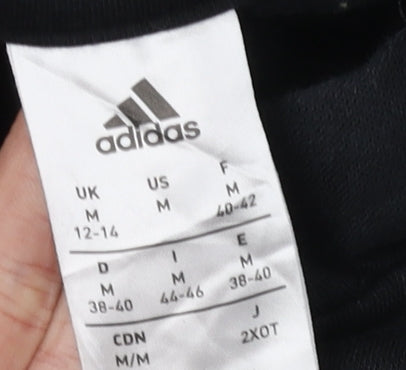 adidas
UK US F
M M M
12-14 40-42
D I E
M M M
38-40 44-46 38-40
CDN J
M/M 2XOT